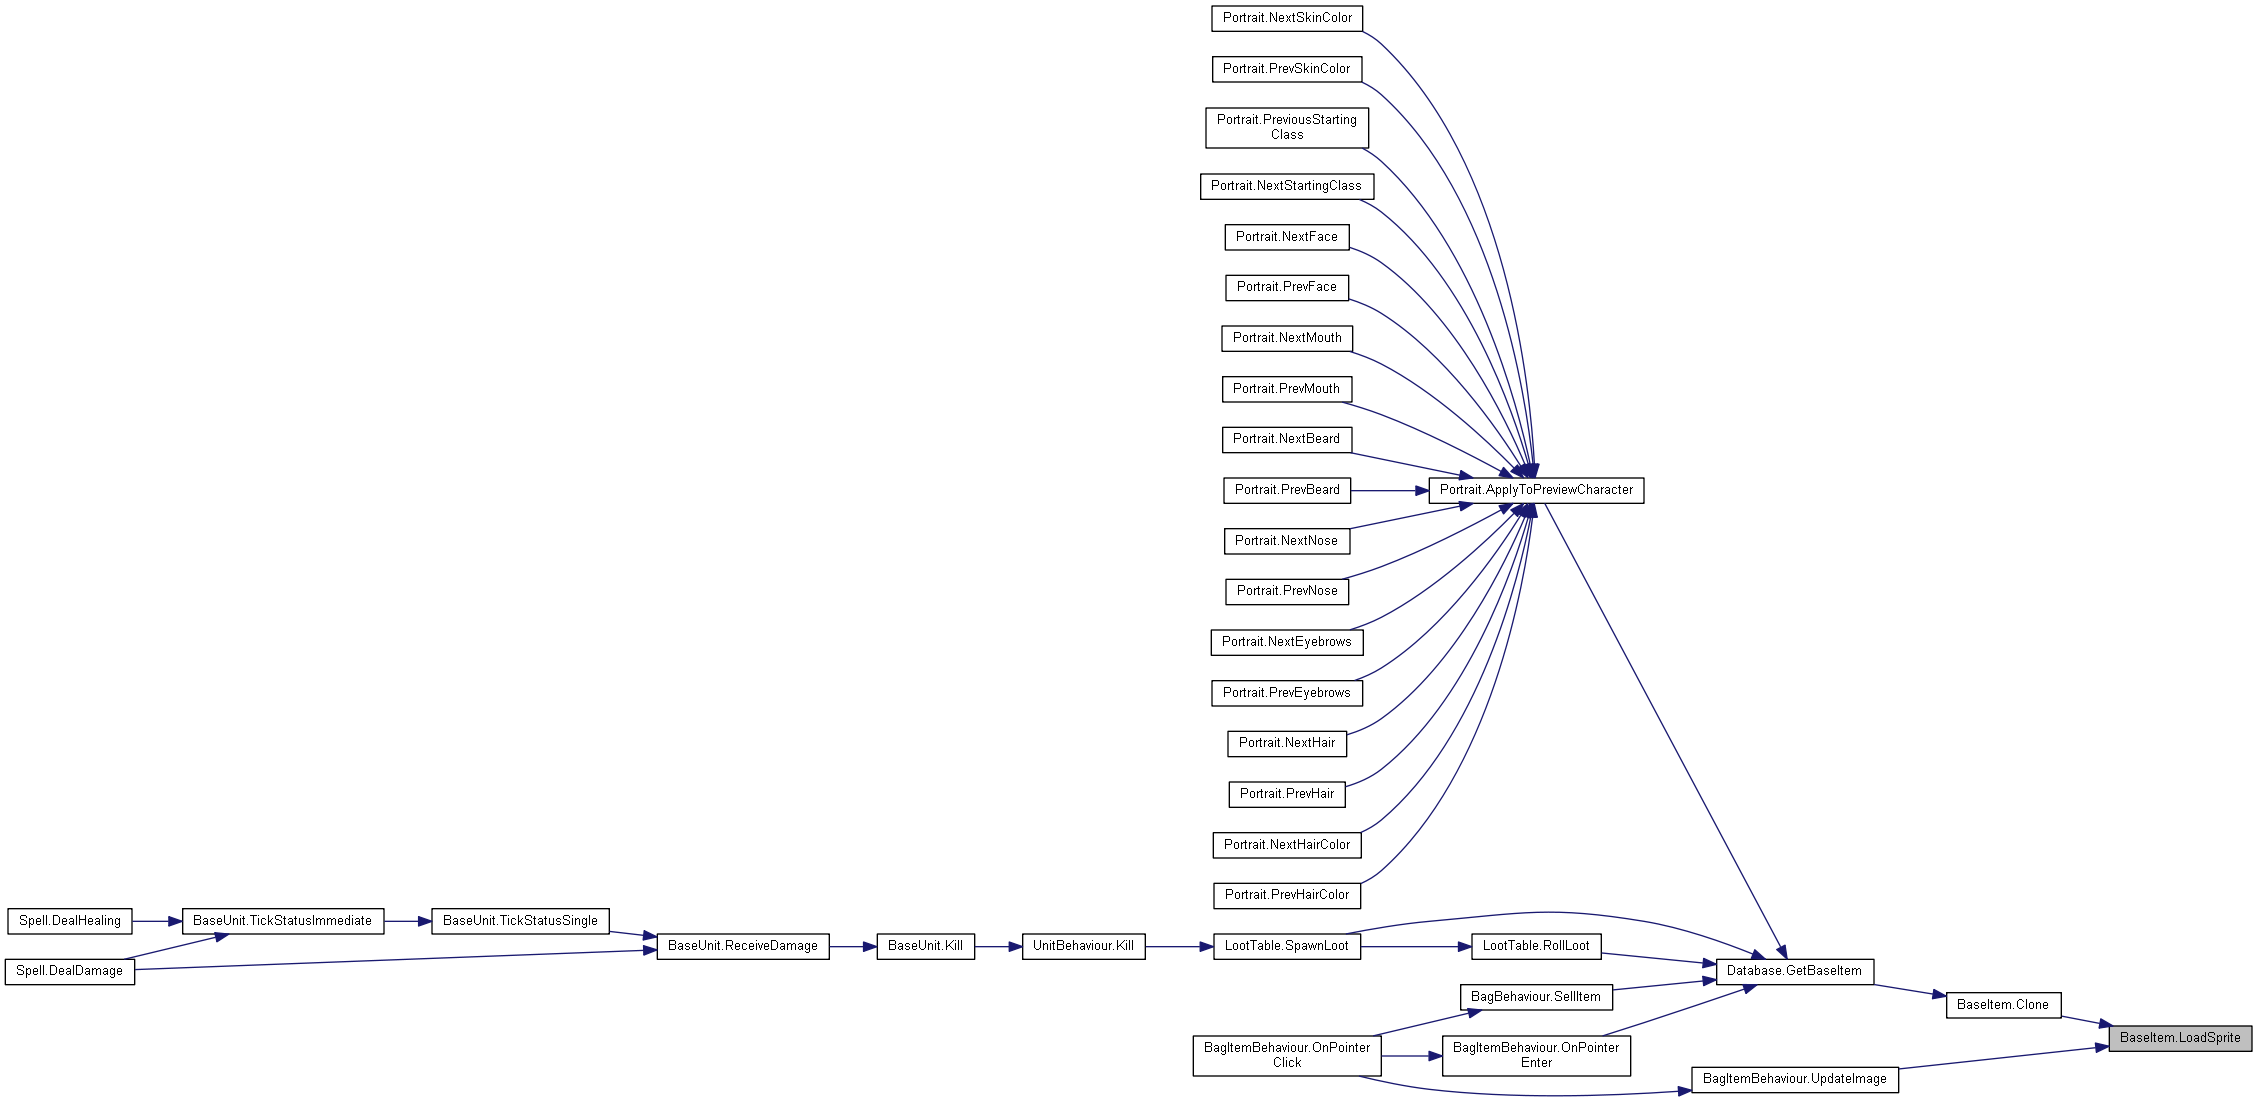 Portrait.NextSkinColor
Portrait.PrevSkinColor
Portrait.PreviousStarting
Class
Portrait.NextStartingClass
Portrait.NextFace
Portrait.PrevFace
Portrait.NextMouth
Portrait.PrevMouth
Portrait.NextBeard
Portrait.PrevBeard
Portrait.ApplyToPreviewCharacter
Portrait.NextNose
Portrait.PrevNose
Portrait.NextEyebrows
Portrait.PrevEyebrows
Portrait.NextHair
Portrait.PrevHair
Portrait.NextHairColor
Portrait.PrevHairColor
Spell.DealHealing
BaseUnit.TickStatusImmediate
BaseUnit.TickStatusSingle
BaseUnit.ReceiveDamage
BaseUnit.Kill
UnitBehaviour.Kill
LootTable.SpawnLoot
LootTable.RollLoot
Spell.DealDamage
Database.GetBaseItem
BagBehaviour.SellItem
BaseItem.Clone
BaseItem.LoadSprite
BagItemBehaviour.OnPointer
Click
BagItemBehaviour.OnPointer
Enter
BagItemBehaviour.UpdateImage